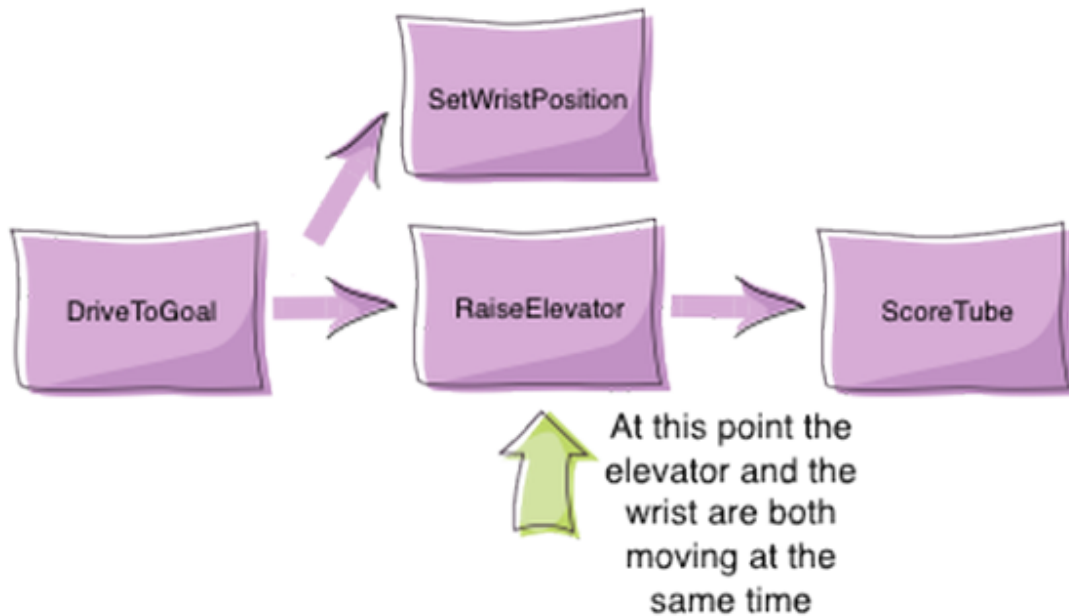 SetWristPosition
DriveToGoal
RaiseElevator
ScoreTube
At this point the
elevator and the
wrist are both
moving at the
same time